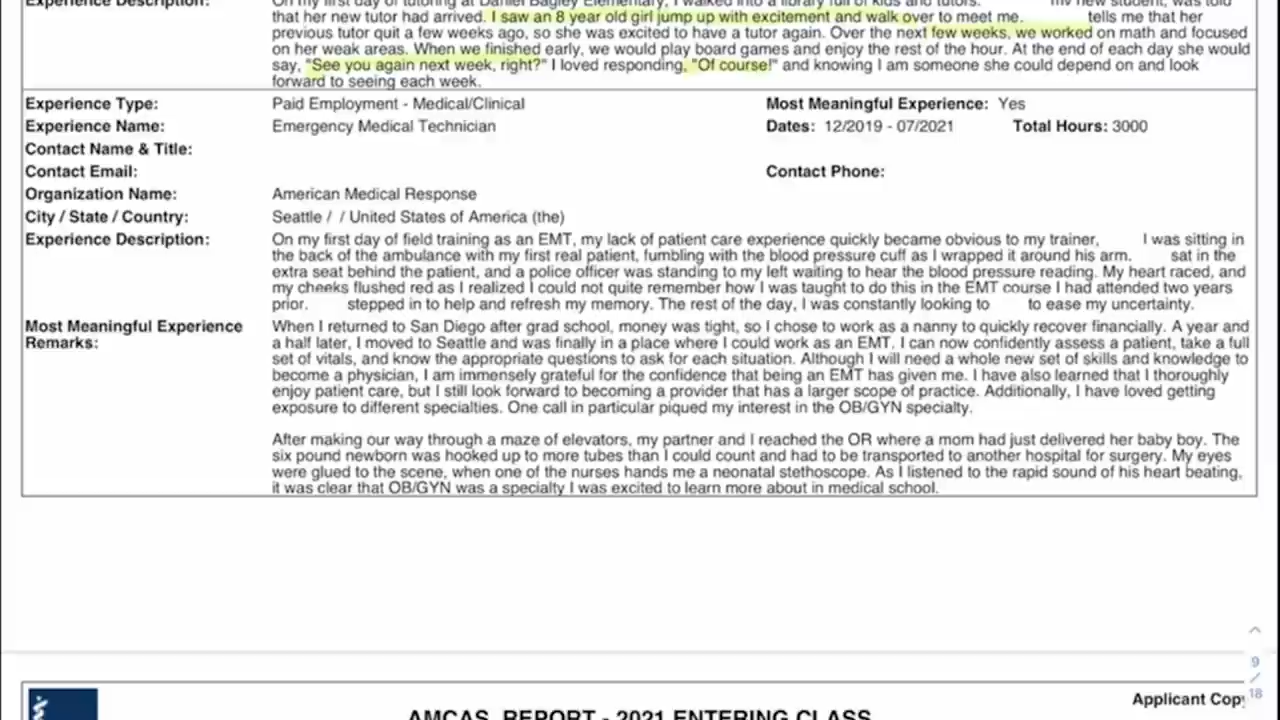 Experience Description: On my first day of tutoring at Daniel Bagley Elementary, I walked into a library full of kids and tutors. my new student, was told
that her new tutor had arrived. I saw an 8 year old girl jump up with excitement and walk over to meet me. tells me that her
previous tutor quit a few weeks ago, so she was excited to have a tutor again. Over the next few weeks, we worked on math and focused
on her weak areas. When we finished early, we would play board games and enjoy the rest of the hour. At the end of each day she would
say, "See you again next week, right?" I loved responding, "Of course!" and knowing I am someone she could depend on and look
forward to seeing each week.
Experience Type: Paid Employment - Medical/Clinical Most Meaningful Experience: Yes
Experience Name: Emergency Medical Technician Dates: 12/2019 - 07/2021 Total Hours: 3000
Contact Name & Title:
Contact Email: Contact Phone:
Organization Name: American Medical Response
City / State / Country: Seattle / / United States of America (the)
Experience Description: On my first day of field training as an EMT, my lack of patient care experience quickly became obvious to my trainer, I was sitting in
the back of the ambulance with my first real patient, fumbling with the blood pressure cuff as I wrapped it around his arm. sat in the
extra seat behind the patient, and a police officer was standing to my left waiting to hear the blood pressure reading. My heart raced, and
my cheeks flushed red as I realized I could not quite remember how I was taught to do this in the EMT course I had attended two years
prior. stepped in to help and refresh my memory. The rest of the day, I was constantly looking to to ease my uncertainty.
Most Meaningful Experience Remarks: When I returned to San Diego after grad school, money was tight, so I chose to work as a nanny to quickly recover financially. A year and
a half later, I moved to Seattle and was finally in a place where I could work as an EMT. I can now confidently assess a patient, take a full
set of vitals, and know the appropriate questions to ask for each situation. Although I will need a whole new set of skills and knowledge to
become a physician, I am immensely grateful for the confidence that being an EMT has given me. I have also learned that I thoroughly
enjoy patient care, but I still look forward to becoming a provider that has a larger scope of practice. Additionally, I have loved getting
exposure to different specialties. One call in particular piqued my interest in the OB/GYN specialty.
After making our way through a maze of elevators, my partner and I reached the OR where a mom had just delivered her baby boy. The
six pound newborn was hooked up to more tubes than I could count and had to be transported to another hospital for surgery. My eyes
were glued to the scene, when one of the nurses hands me a neonatal stethoscope. As I listened to the rapid sound of his heart beating,
it was clear that OB/GYN was a specialty I was excited to learn more about in medical school.
9
/
18
Applicant Copy
AMCAS REPORT - 2021 ENTERING CLASS